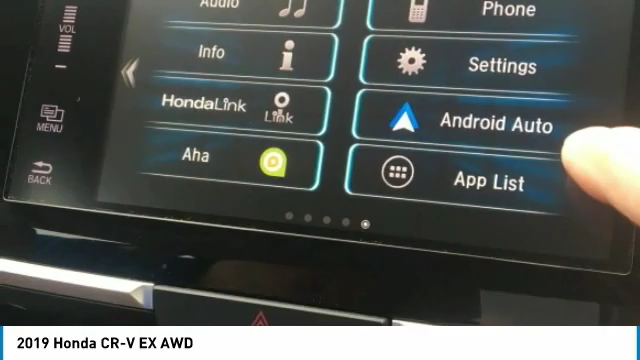 Audio
Phone
VOL
Info
Settings
HondaLink
Link
Android Auto
MENU
Aha
App List
BACK
2019 Honda CR-V EX AWD